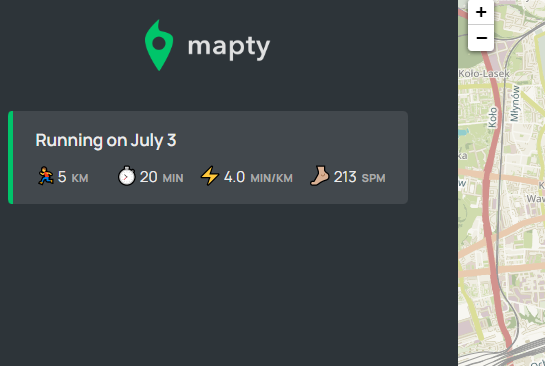 mapty
Running on July 3
5 KM 20 MIN 4.0 MIN/KM 213 SPM
+
−
Koło-Lasek
Koło
Młynów